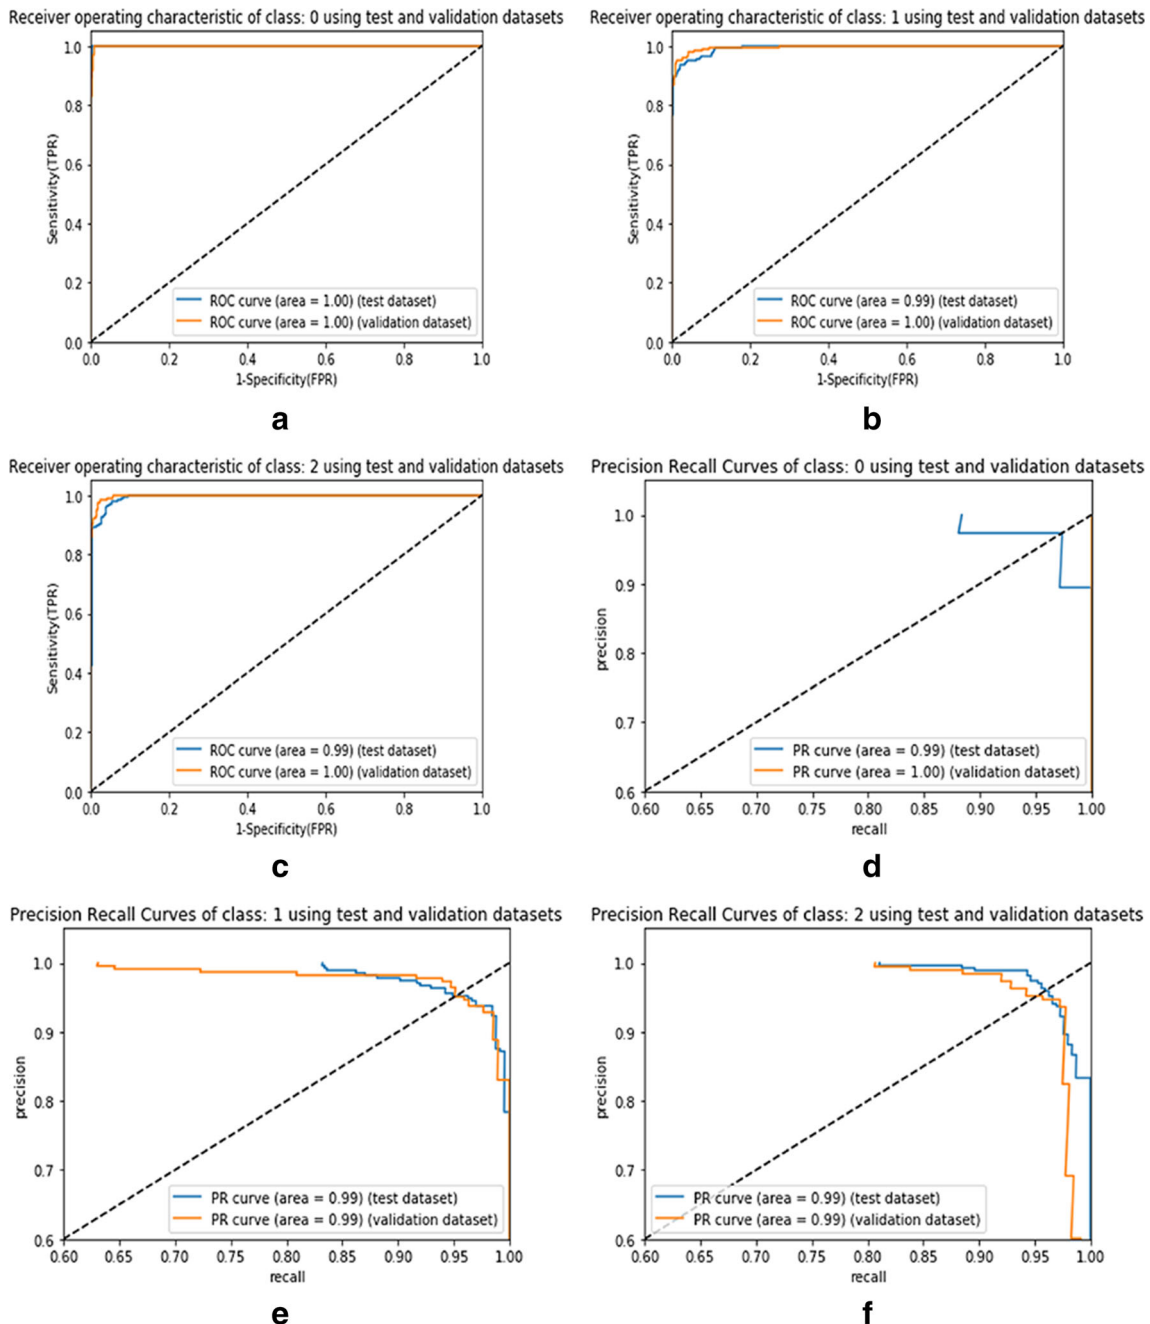 Receiver operating characteristic of class: 0 using test and validation datasets
1.0
0.8
0.6
0.4
0.2
0.0
Sensitivity(TPR)
ROC curve (area = 1.00) (test dataset)
ROC curve (area = 1.00) (validation dataset)
0.0 0.2 0.4 0.6 0.8 1.0
1-Specificity(FPR)
a
Receiver operating characteristic of class: 1 using test and validation datasets
1.0
0.8
0.6
0.4
0.2
0.0
Sensitivity(TPR)
ROC curve (area = 0.99) (test dataset)
ROC curve (area = 1.00) (validation dataset)
0.0 0.2 0.4 0.6 0.8 1.0
1-Specificity(FPR)
b
Receiver operating characteristic of class: 2 using test and validation datasets
1.0
0.8
0.6
0.4
0.2
0.0
Sensitivity(TPR)
ROC curve (area = 0.99) (test dataset)
ROC curve (area = 1.00) (validation dataset)
0.0 0.2 0.4 0.6 0.8 1.0
1-Specificity(FPR)
c
Precision Recall Curves of class: 0 using test and validation datasets
1.0
0.9
0.8
0.7
0.6
precision
PR curve (area = 0.99) (test dataset)
PR curve (area = 1.00) (validation dataset)
0.60 0.65 0.70 0.75 0.80 0.85 0.90 0.95 1.00
recall
d
Precision Recall Curves of class: 1 using test and validation datasets
1.0
0.9
0.8
0.7
0.6
precision
PR curve (area = 0.99) (test dataset)
PR curve (area = 0.99) (validation dataset)
0.60 0.65 0.70 0.75 0.80 0.85 0.90 0.95 1.00
recall
e
Precision Recall Curves of class: 2 using test and validation datasets
1.0
0.9
0.8
0.7
0.6
precision
PR curve (area = 0.99) (test dataset)
PR curve (area = 0.99) (validation dataset)
0.60 0.65 0.70 0.75 0.80 0.85 0.90 0.95 1.00
recall
f